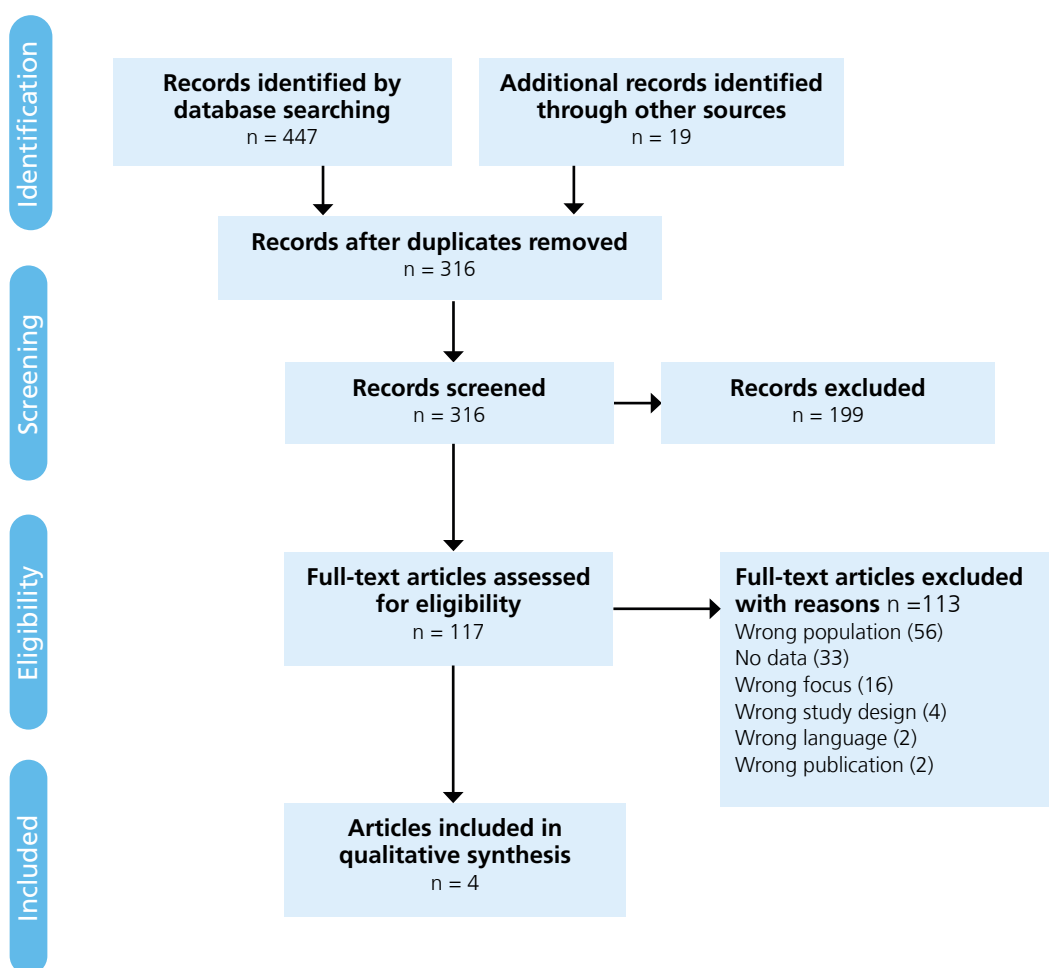 Identification
Records identified by
database searching
n = 447
Additional records identified
through other sources
n = 19
Records after duplicates removed
n = 316
Screening
Records screened
n = 316
Records excluded
n = 199
Eligibility
Full-text articles assessed
for eligibility
n = 117
Full-text articles excluded
with reasons n =113
Wrong population (56)
No data (33)
Wrong focus (16)
Wrong study design (4)
Wrong language (2)
Wrong publication (2)
Included
Articles included in
qualitative synthesis
n = 4